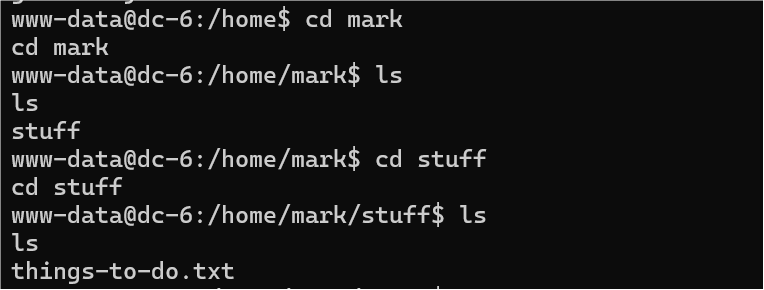 www-data@dc-6:/home$ cd mark
cd mark
www-data@dc-6:/home/mark$ ls
ls
stuff
www-data@dc-6:/home/mark$ cd stuff
cd stuff
www-data@dc-6:/home/mark/stuff$ ls
ls
things-to-do.txt